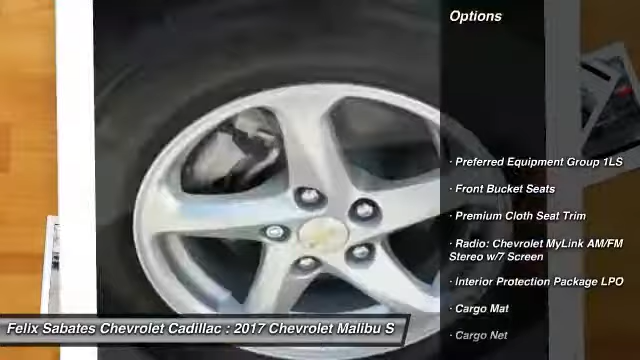 Options
· Preferred Equipment Group 1LS
· Front Bucket Seats
· Premium Cloth Seat Trim
· Radio: Chevrolet MyLink AM/FM
Stereo w/7 Screen
· Interior Protection Package LPO
· Cargo Mat
· Cargo Net
Felix Sabates Chevrolet Cadillac : 2017 Chevrolet Malibu S